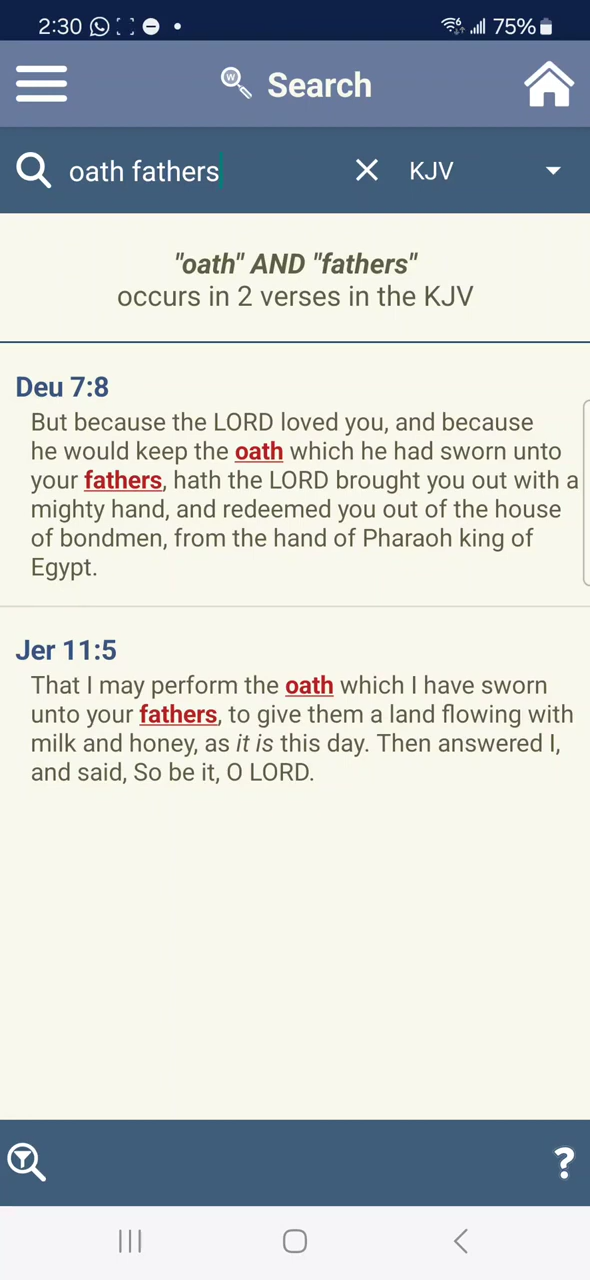 2:30 75%
Search
oath fathers KJV
"oath" AND "fathers"
occurs in 2 verses in the KJV
Deu 7:8
But because the LORD loved you, and because
he would keep the oath which he had sworn unto
your fathers, hath the LORD brought you out with a
mighty hand, and redeemed you out of the house
of bondmen, from the hand of Pharaoh king of
Egypt.
Jer 11:5
That I may perform the oath which I have sworn
unto your fathers, to give them a land flowing with
milk and honey, as it is this day. Then answered I,
and said, So be it, O LORD.
?